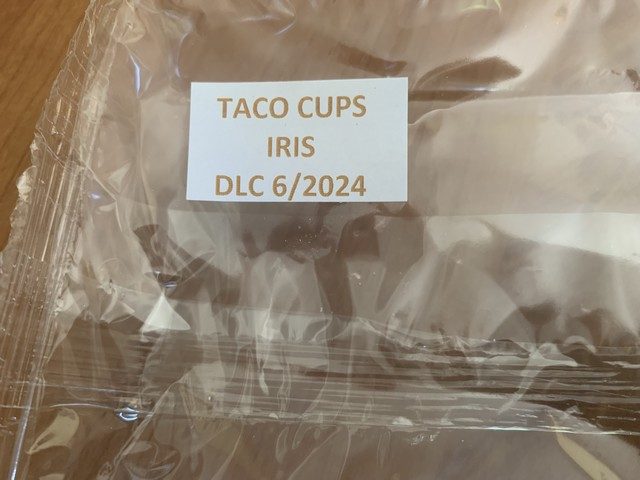 TACO CUPS
IRIS
DLC 6/2024